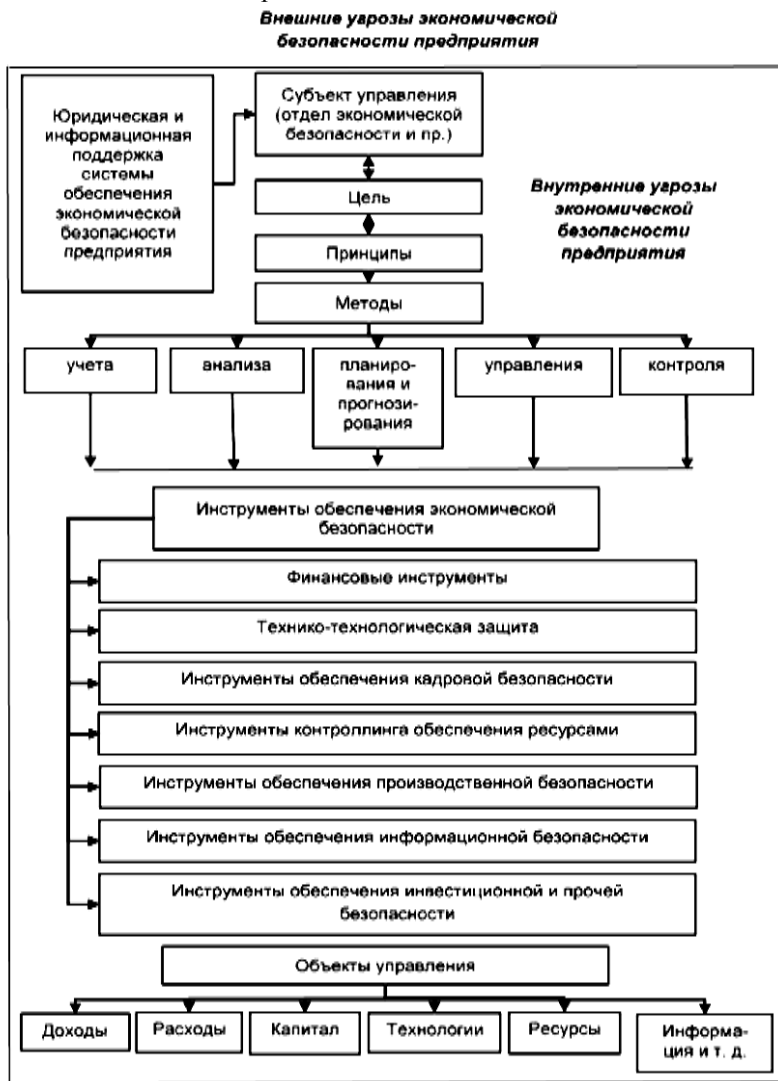 Внешние угрозы экономической
безопасности предприятия
Юридическая и
информационная
поддержка
системы
обеспечения
экономической
безопасности
предприятия
Субъект управления
(отдел экономической
безопасности и пр.)
Цель
Принципы
Методы
Внутренние угрозы
экономической
безопасности
предприятия
учета
анализа
планиро-
вания и
прогнози-
рования
управления
контроля
Инструменты обеспечения экономической
безопасности
Финансовые инструменты
Технико-технологическая защита
Инструменты обеспечения кадровой безопасности
Инструменты контроллинга обеспечения ресурсами
Инструменты обеспечения производственной безопасности
Инструменты обеспечения информационной безопасности
Инструменты обеспечения инвестиционной и прочей
безопасности
Объекты управления
Доходы
Расходы
Капитал
Технологии
Ресурсы
Информа-
ция и т. д.